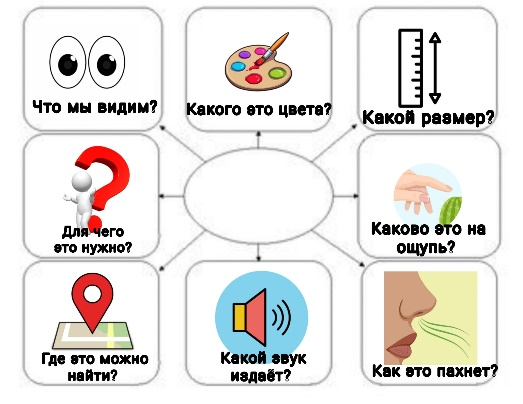 Что мы видим?
Какого это цвета?
Какой размер?
Для чего
это нужно?
Каково это на
ощупь?
Где это можно
найти?
Какой звук
издаёт?
Как это пахнет?